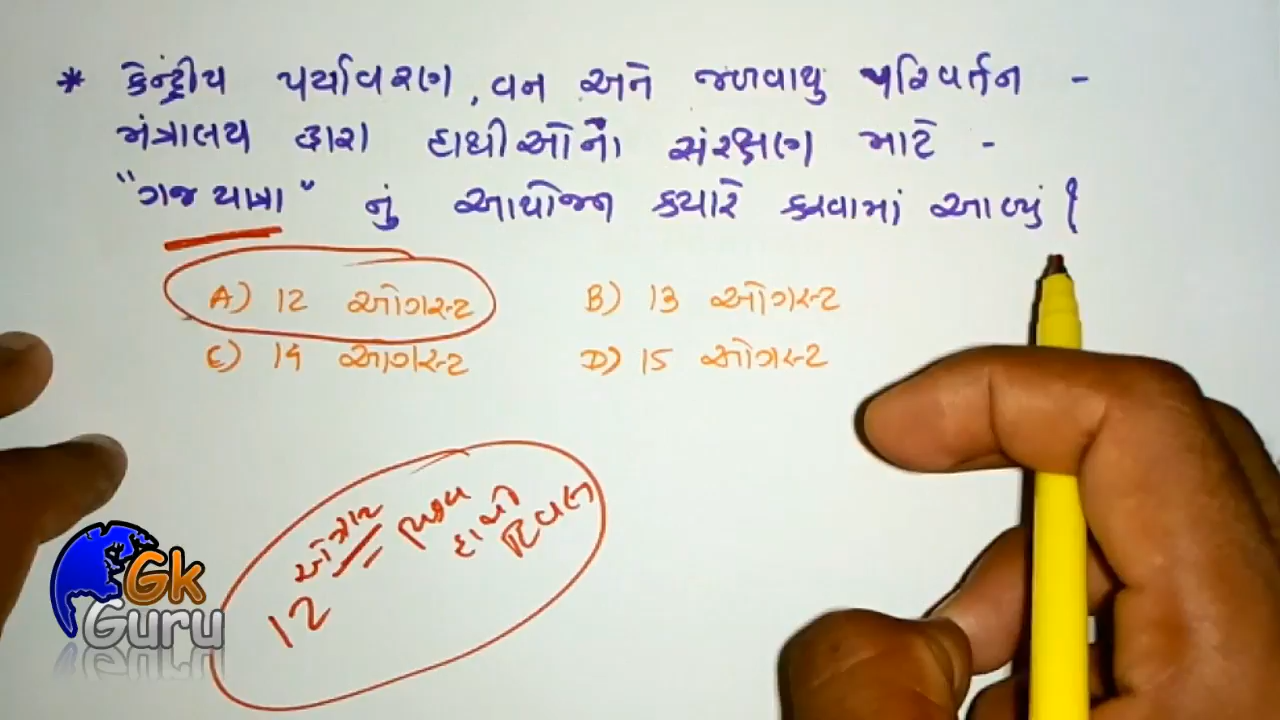 * કેન્દ્રીય પર્યાવરણ, વન અને જળવાયુ પરિવર્તન -
મંત્રાલય દ્વારા હાથીઓના સંરક્ષણ માટે -
"ગજ યાત્રા" નું આયોજન ક્યારે કરવામાં આવ્યું ?
A) 12 ઓગસ્ટ B) 13 ઓગસ્ટ
C) 14 ઓગસ્ટ D) 15 ઓગસ્ટ
12 ઓગસ્ટ = વિશ્વ હાથી દિવસ
Gk
Guru